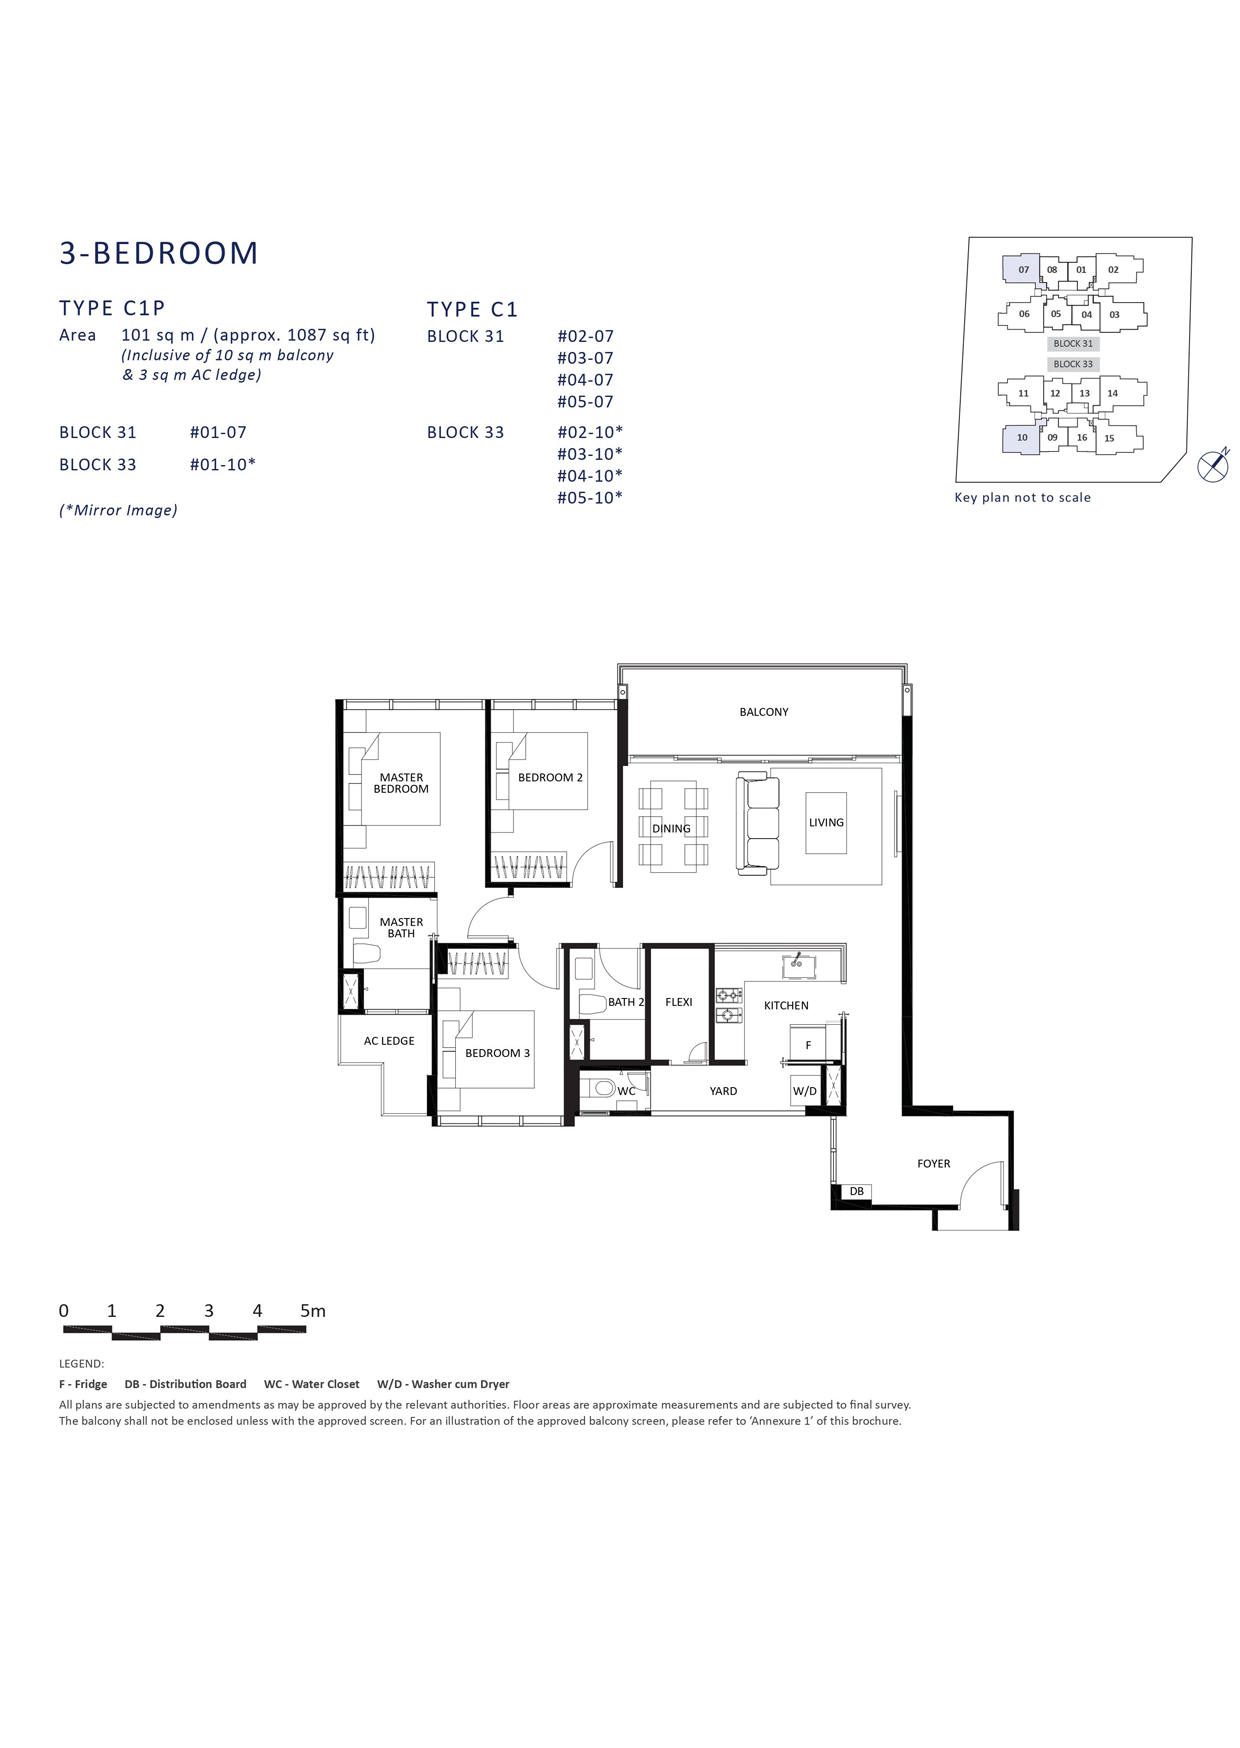 3-BEDROOM
TYPE C1P
Area 101 sq m / (approx. 1087 sq ft)
(Inclusive of 10 sq m balcony
& 3 sq m AC ledge)
BLOCK 31 #01-07
BLOCK 33 #01-10*
(*Mirror Image)
TYPE C1
BLOCK 31 #02-07
#03-07
#04-07
#05-07
BLOCK 33 #02-10*
#03-10*
#04-10*
#05-10*
07 08 01 02
06 05 04 03
BLOCK 31
BLOCK 33
11 12 13 14
10 09 16 15
N
Key plan not to scale
BALCONY
MASTER
BEDROOM
BEDROOM 2
DINING
LIVING
MASTER
BATH
AC LEDGE
BEDROOM 3
BATH 2
FLEXI
KITCHEN
F
WC
YARD
W/D
FOYER
DB
0 1 2 3 4 5m
LEGEND:
F - Fridge DB - Distribution Board WC - Water Closet W/D - Washer cum Dryer
All plans are subjected to amendments as may be approved by the relevant authorities. Floor areas are approximate measurements and are subjected to final survey.
The balcony shall not be enclosed unless with the approved screen. For an illustration of the approved balcony screen, please refer to ‘Annexure 1’ of this brochure.